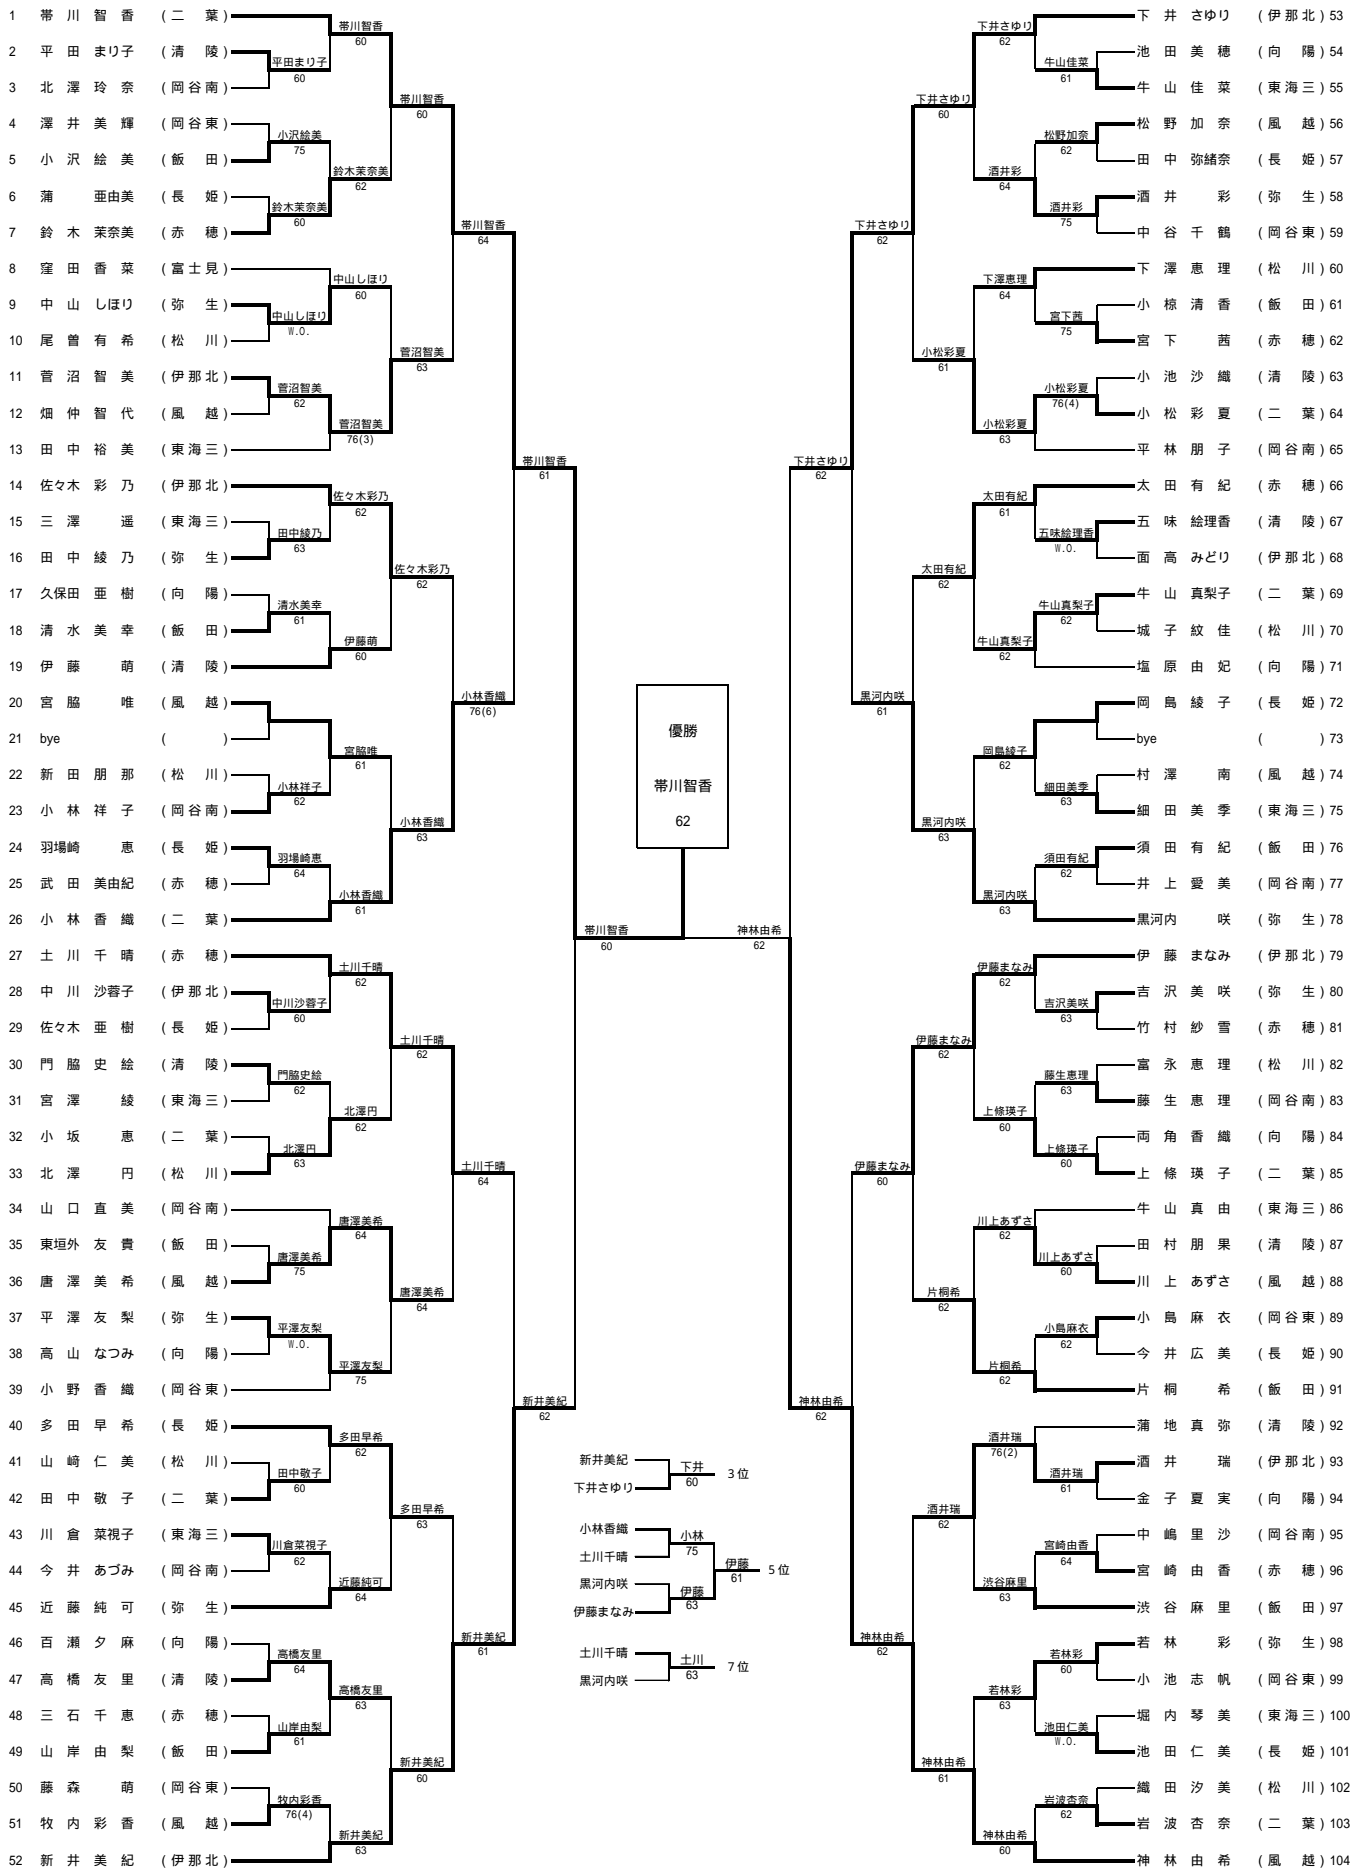 1 帯川智香 (二葉)
2 平田まり子 (清陵)
3 北澤玲奈 (岡谷南)
4 澤井美輝 (岡谷東)
5 小沢絵美 (飯田)
6 蒲亜由美 (長姫)
7 鈴木茉奈美 (赤穂)
8 窪田香菜 (富士見)
9 中山しほり (弥生)
10 尾曽有希 (松川)
11 菅沼智美 (伊那北)
12 畑仲智代 (風越)
13 田中裕美 (東海三)
14 佐々木彩乃 (伊那北)
15 三澤遥 (東海三)
16 田中綾乃 (弥生)
17 久保田亜樹 (向陽)
18 清水美幸 (飯田)
19 伊藤萌 (清陵)
20 宮脇唯 (風越)
21 bye ( )
22 新田朋那 (松川)
23 小林祥子 (岡谷南)
24 羽場崎恵 (長姫)
25 武田美由紀 (赤穂)
26 小林香織 (二葉)
27 土川千晴 (赤穂)
28 中川沙蓉子 (伊那北)
29 佐々木亜樹 (長姫)
30 門脇史絵 (清陵)
31 宮澤綾 (東海三)
32 小坂恵 (二葉)
33 北澤円 (松川)
34 山口直美 (岡谷南)
35 東垣外友貴 (飯田)
36 唐澤美希 (風越)
37 平澤友梨 (弥生)
38 高山なつみ (向陽)
39 小野香織 (岡谷東)
40 多田早希 (長姫)
41 山﨑仁美 (松川)
42 田中敬子 (二葉)
43 川倉菜視子 (東海三)
44 今井あづみ (岡谷南)
45 近藤純可 (弥生)
46 百瀬夕麻 (向陽)
47 高橋友里 (清陵)
48 三石千恵 (赤穂)
49 山岸由梨 (飯田)
50 藤森萌 (岡谷東)
51 牧内彩香 (風越)
52 新井美紀 (伊那北)
平田まり子
60
小沢絵美
75
鈴木茉奈美
60
中山しほり
W.O.
菅沼智美
62
田中綾乃
63
清水美幸
61
小林祥子
62
羽場崎恵
64
中川沙蓉子
60
門脇史絵
62
北澤円
63
唐澤美希
75
平澤友梨
W.O.
田中敬子
60
川倉菜視子
62
高橋友里
64
山岸由梨
61
牧内彩香
76(4)
帯川智香
60
鈴木茉奈美
62
中山しほり
60
菅沼智美
76(3)
佐々木彩乃
62
伊藤萌
60
宮脇唯
61
小林香織
61
土川千晴
62
北澤円
62
唐澤美希
64
平澤友梨
75
多田早希
62
近藤純可
64
高橋友里
63
新井美紀
63
帯川智香
60
菅沼智美
63
佐々木彩乃
62
小林香織
63
土川千晴
62
唐澤美希
64
多田早希
63
新井美紀
60
帯川智香
64
小林香織
76(6)
土川千晴
64
新井美紀
61
帯川智香
61
新井美紀
62
帯川智香
60
優勝
帯川智香
62
神林由希
62
新井美紀
下井さゆり
下井
60
3位
小林香織
土川千晴
小林
75
黒河内咲
伊藤まなみ
伊藤
63
伊藤
61
5位
土川千晴
黒河内咲
土川
63
7位
下井さゆり
62
神林由希
62
下井さゆり
62
黒河内咲
61
伊藤まなみ
60
神林由希
62
下井さゆり
60
小松彩夏
61
太田有紀
62
黒河内咲
63
伊藤まなみ
62
片桐希
62
酒井瑞
62
神林由希
61
下井さゆり
62
酒井彩
64
下澤恵理
64
小松彩夏
63
太田有紀
61
牛山真梨子
62
岡島綾子
62
黒河内咲
63
伊藤まなみ
62
上條瑛子
60
川上あずさ
62
片桐希
62
酒井瑞
76(2)
渋谷麻里
63
若林彩
63
神林由希
60
牛山佳菜
61
松野加奈
62
酒井彩
75
宮下茜
75
小松彩夏
76(4)
五味絵理香
W.O.
牛山真梨子
62
細田美季
63
須田有紀
62
吉沢美咲
63
藤生恵理
63
上條瑛子
60
川上あずさ
60
小島麻衣
62
酒井瑞
61
宮崎由香
64
若林彩
60
池田仁美
W.O.
岩波杏奈
62
下井さゆり (伊那北) 53
池田美穂 (向陽) 54
牛山佳菜 (東海三) 55
松野加奈 (風越) 56
田中弥緒奈 (長姫) 57
酒井彩 (弥生) 58
中谷千鶴 (岡谷東) 59
下澤恵理 (松川) 60
小椋清香 (飯田) 61
宮下茜 (赤穂) 62
小池沙織 (清陵) 63
小松彩夏 (二葉) 64
平林朋子 (岡谷南) 65
太田有紀 (赤穂) 66
五味絵理香 (清陵) 67
面高みどり (伊那北) 68
牛山真梨子 (二葉) 69
城子紋佳 (松川) 70
塩原由妃 (向陽) 71
岡島綾子 (長姫) 72
bye ( ) 73
村澤南 (風越) 74
細田美季 (東海三) 75
須田有紀 (飯田) 76
井上愛美 (岡谷南) 77
黒河内咲 (弥生) 78
伊藤まなみ (伊那北) 79
吉沢美咲 (弥生) 80
竹村紗雪 (赤穂) 81
富永恵理 (松川) 82
藤生恵理 (岡谷南) 83
両角香織 (向陽) 84
上條瑛子 (二葉) 85
牛山真由 (東海三) 86
田村朋果 (清陵) 87
川上あずさ (風越) 88
小島麻衣 (岡谷東) 89
今井広美 (長姫) 90
片桐希 (飯田) 91
蒲地真弥 (清陵) 92
酒井瑞 (伊那北) 93
金子夏実 (向陽) 94
中嶋里沙 (岡谷南) 95
宮崎由香 (赤穂) 96
渋谷麻里 (飯田) 97
若林彩 (弥生) 98
小池志帆 (岡谷東) 99
堀内琴美 (東海三) 100
池田仁美 (長姫) 101
織田汐美 (松川) 102
岩波杏奈 (二葉) 103
神林由希 (風越) 104